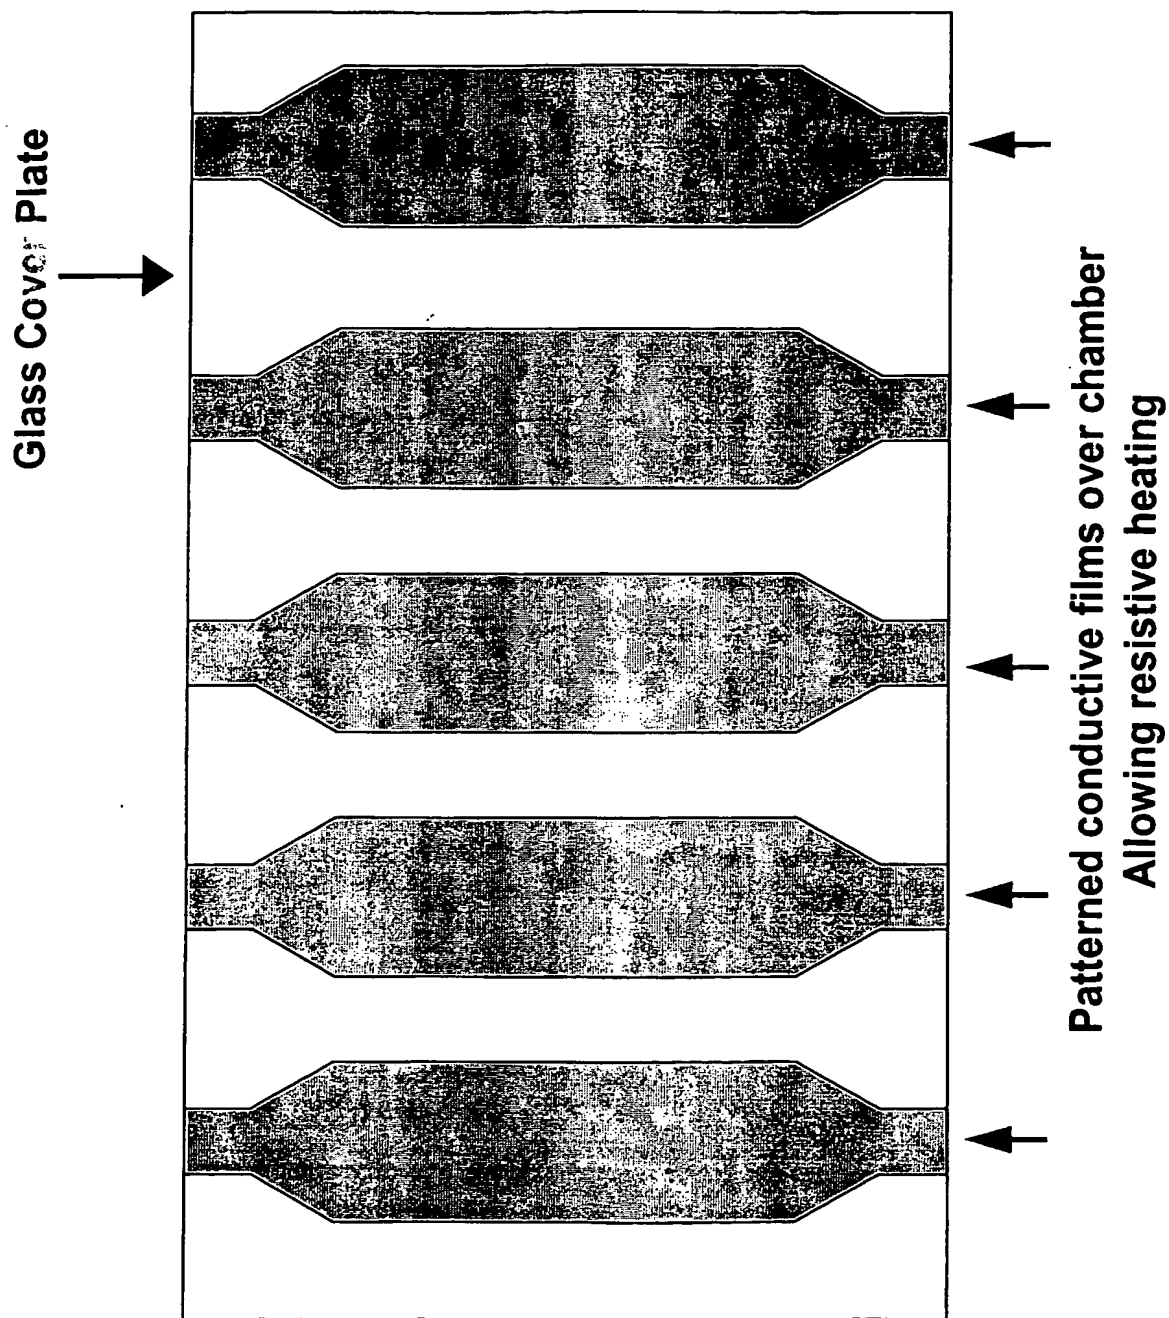 Glass Cover Plate
Patterned conductive films over chamber
Allowing resistive heating